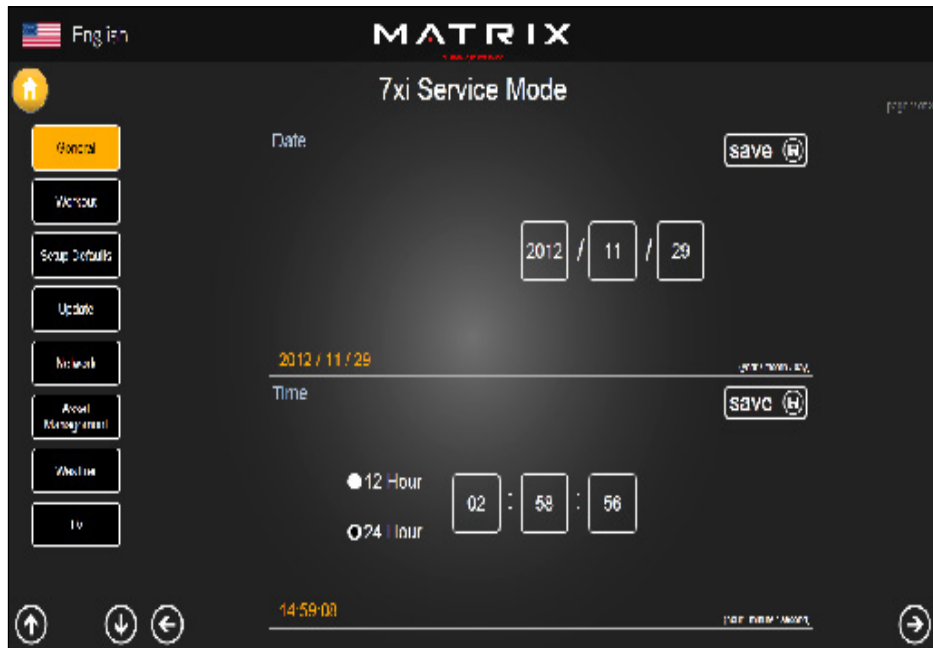 English
MATRIX
7xi Service Mode
General
Workout
Setup Defaults
Update
Network
Asset
Management
Weather
TV
Date
save
2012 / 11 / 29
2012 / 11 / 29
Time
save
12 Hour
24 Hour
02 : 58 : 56
14:59:08